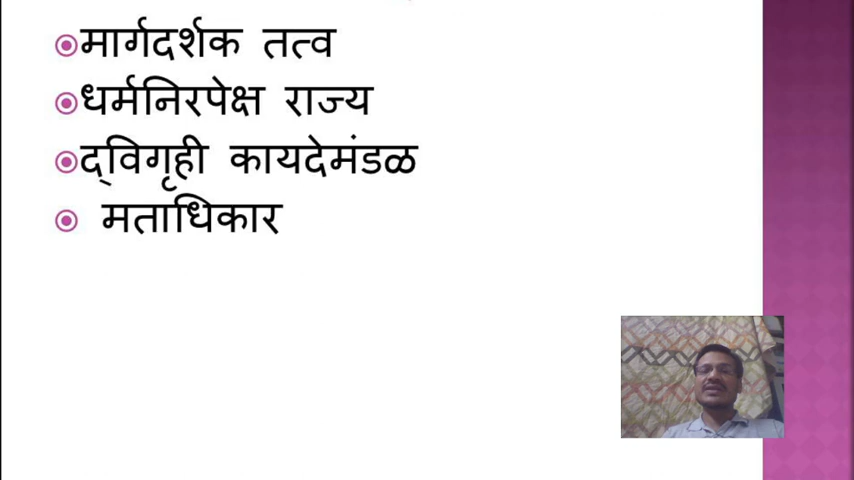 मार्गदर्शक तत्व
धर्मनिरपेक्ष राज्य
द्विगृही कायदेमंडळ
मताधिकार